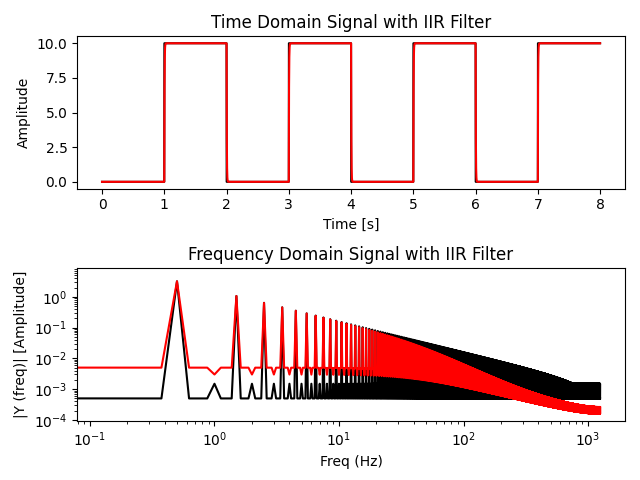 Time Domain Signal with IIR Filter
10.0
7.5
5.0
2.5
0.0
Amplitude
0 1 2 3 4 5 6 7 8
Time [s]
Frequency Domain Signal with IIR Filter
10⁰
10⁻¹
10⁻²
10⁻³
10⁻⁴
|Y (freq)| [Amplitude]
10⁻¹ 10⁰ 10¹ 10² 10³
Freq (Hz)